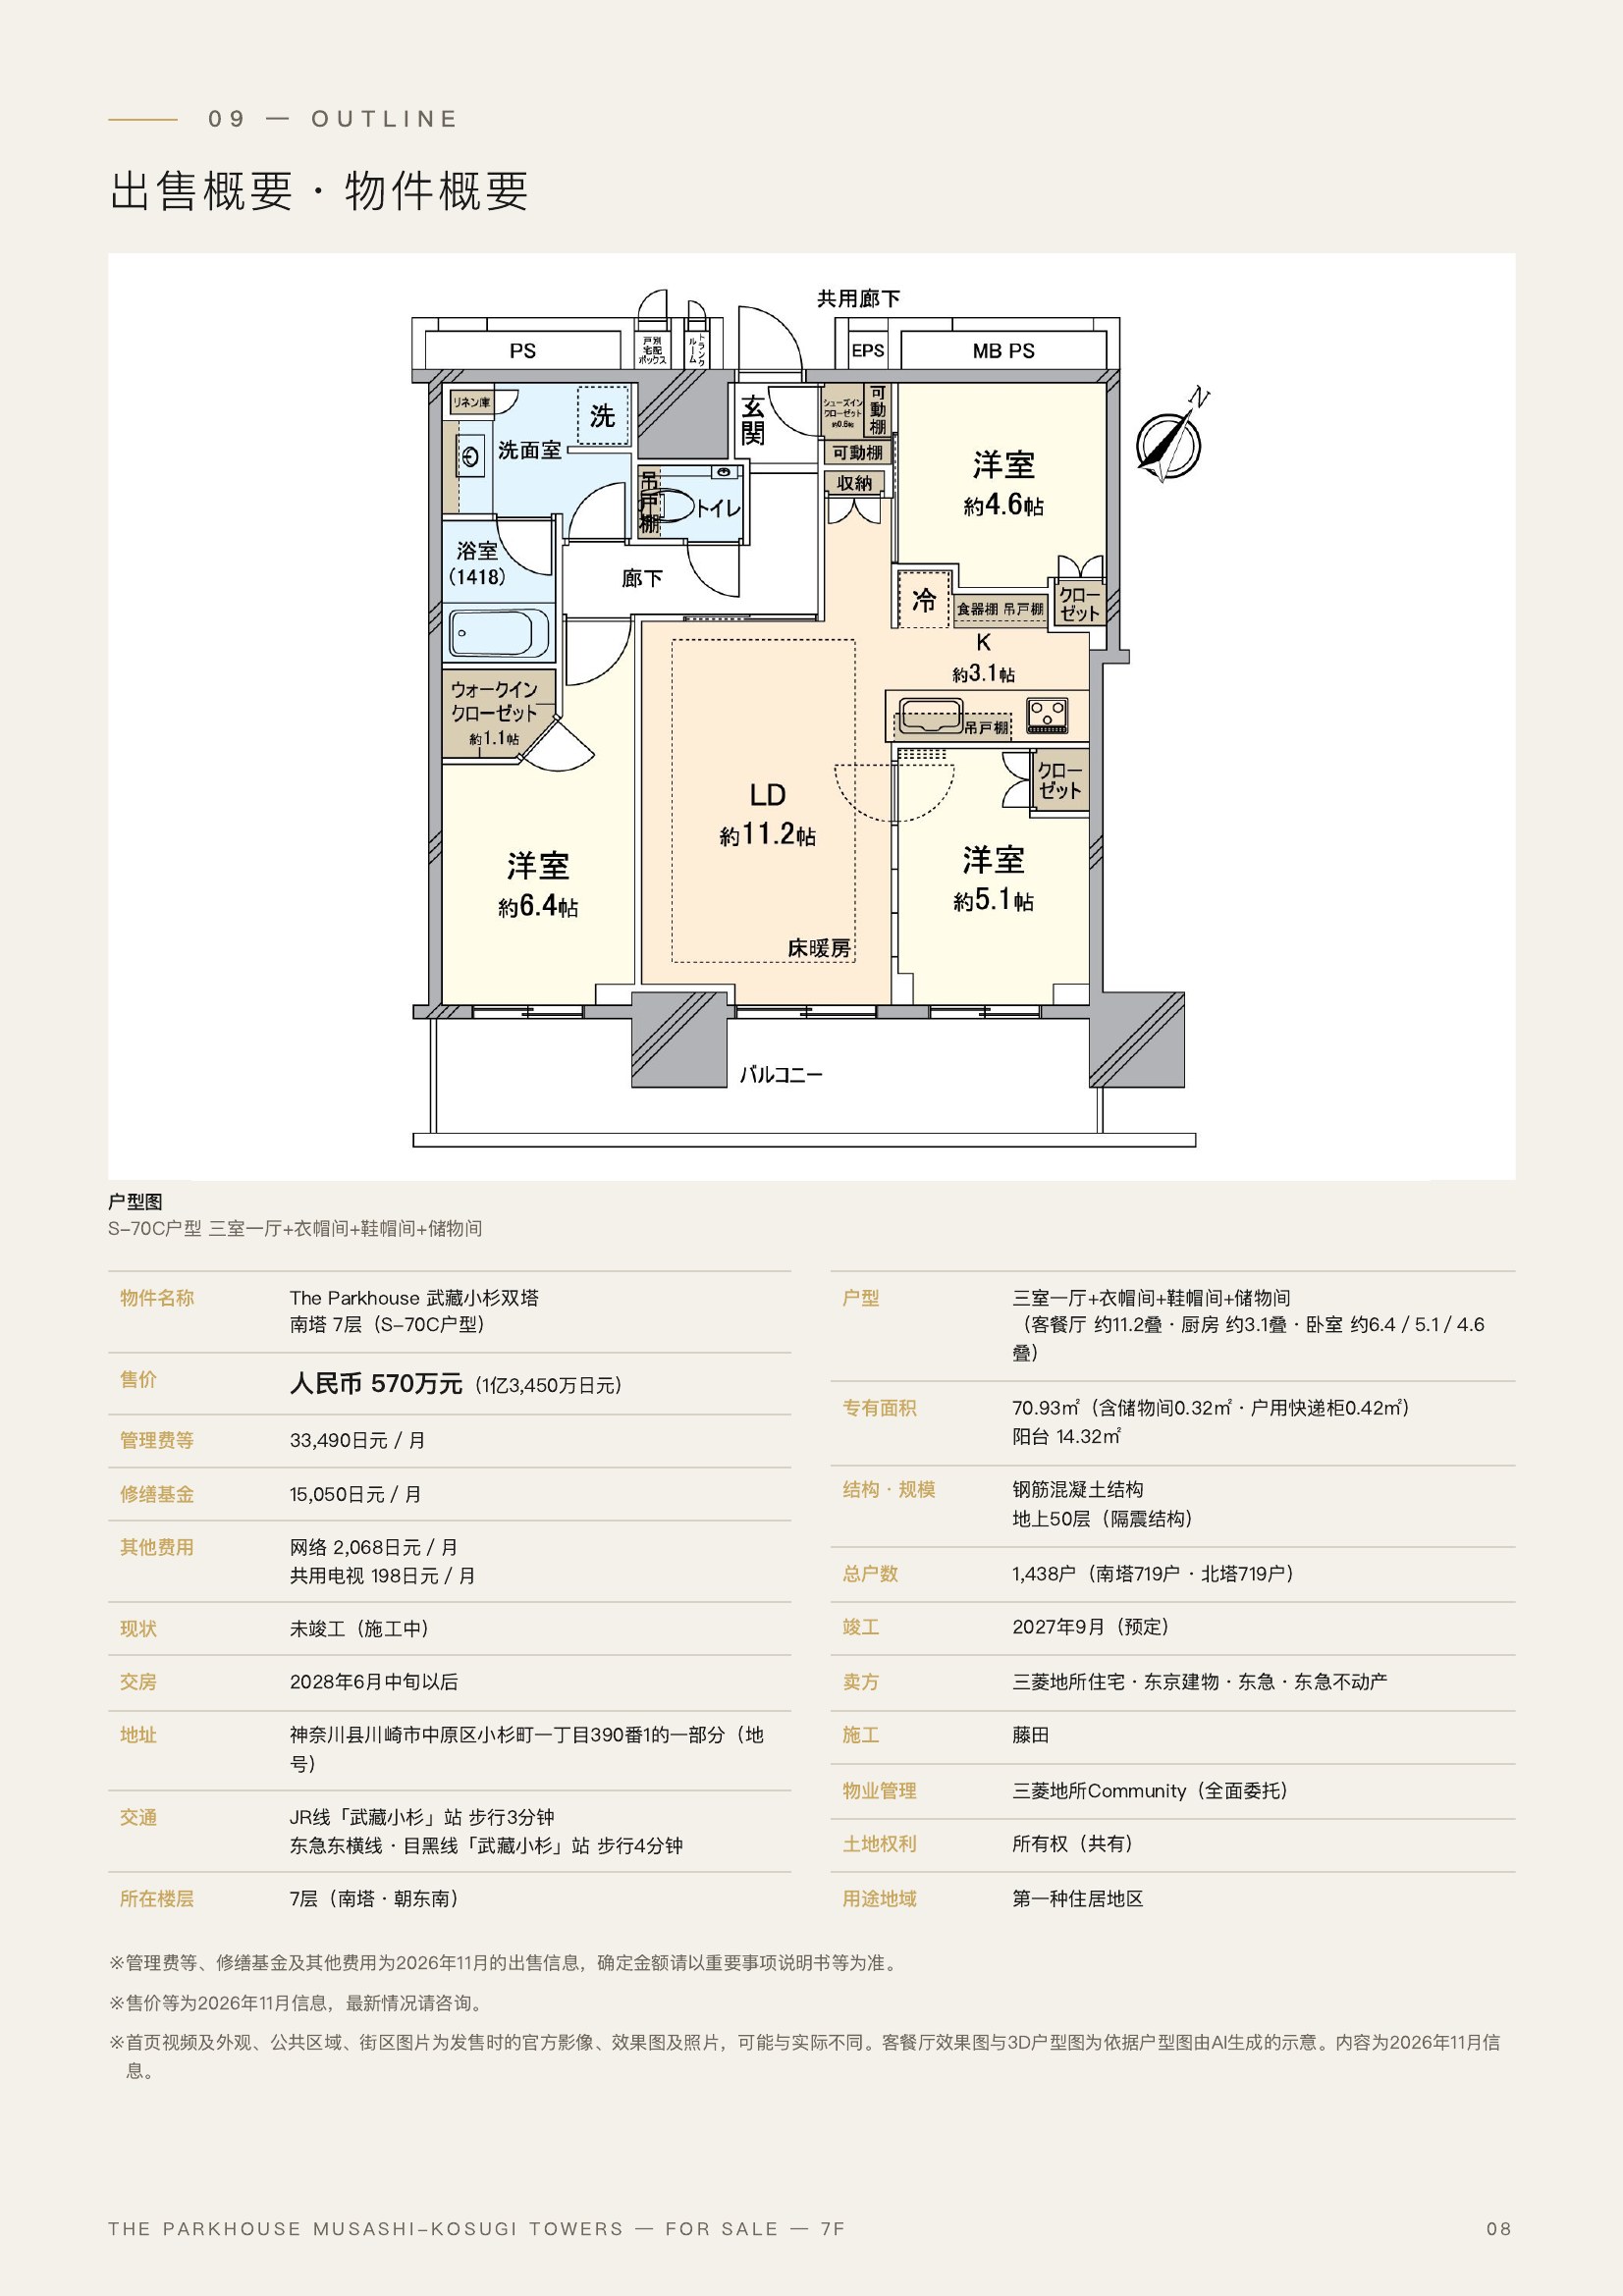 09 — OUTLINE
出售概要・物件概要
共用廊下
PS
戸別
宅配
ボックス
トランク
ルーム
EPS
MB PS
N
リネン庫
洗
洗面室
玄関
シューズイン
クローゼット
約0.6帖
可動棚
可動棚
収納
洋室
約4.6帖
吊戸棚
トイレ
浴室
(1418)
廊下
冷
食器棚 吊戸棚
クロー
ゼット
K
約3.1帖
吊戸棚
ウォークイン
クローゼット
約1.1帖
クロー
ゼット
LD
約11.2帖
洋室
約6.4帖
洋室
約5.1帖
床暖房
バルコニー
户型图
S-70C户型 三室一厅+衣帽间+鞋帽间+储物间
物件名称
The Parkhouse 武藏小杉双塔
南塔 7层（S-70C户型）
售价
人民币 570万元（1亿3,450万日元）
管理费等
33,490日元 / 月
修缮基金
15,050日元 / 月
其他费用
网络 2,068日元 / 月
共用电视 198日元 / 月
现状
未竣工（施工中）
交房
2028年6月中旬以后
地址
神奈川县川崎市中原区小杉町一丁目390番1的一部分（地
号）
交通
JR线「武藏小杉」站 步行3分钟
东急东横线・目黑线「武藏小杉」站 步行4分钟
所在楼层
7层（南塔・朝东南）
户型
三室一厅+衣帽间+鞋帽间+储物间
（客餐厅 约11.2叠・厨房 约3.1叠・卧室 约6.4 / 5.1 / 4.6
叠）
专有面积
70.93㎡（含储物间0.32㎡・户用快递柜0.42㎡）
阳台 14.32㎡
结构・规模
钢筋混凝土结构
地上50层（隔震结构）
总户数
1,438户（南塔719户・北塔719户）
竣工
2027年9月（预定）
卖方
三菱地所住宅・东京建物・东急・东急不动产
施工
藤田
物业管理
三菱地所Community（全面委托）
土地权利
所有权（共有）
用途地域
第一种住居地区
※管理费等、修缮基金及其他费用为2026年11月的出售信息，确定金额请以重要事项说明书等为准。
※售价等为2026年11月信息，最新情况请咨询。
※首页视频及外观、公共区域、街区图片为发售时的官方影像、效果图及照片，可能与实际不同。客餐厅效果图与3D户型图为依据户型图由AI生成的示意。内容为2026年11月信
息。
THE PARKHOUSE MUSASHI-KOSUGI TOWERS — FOR SALE — 7F
08